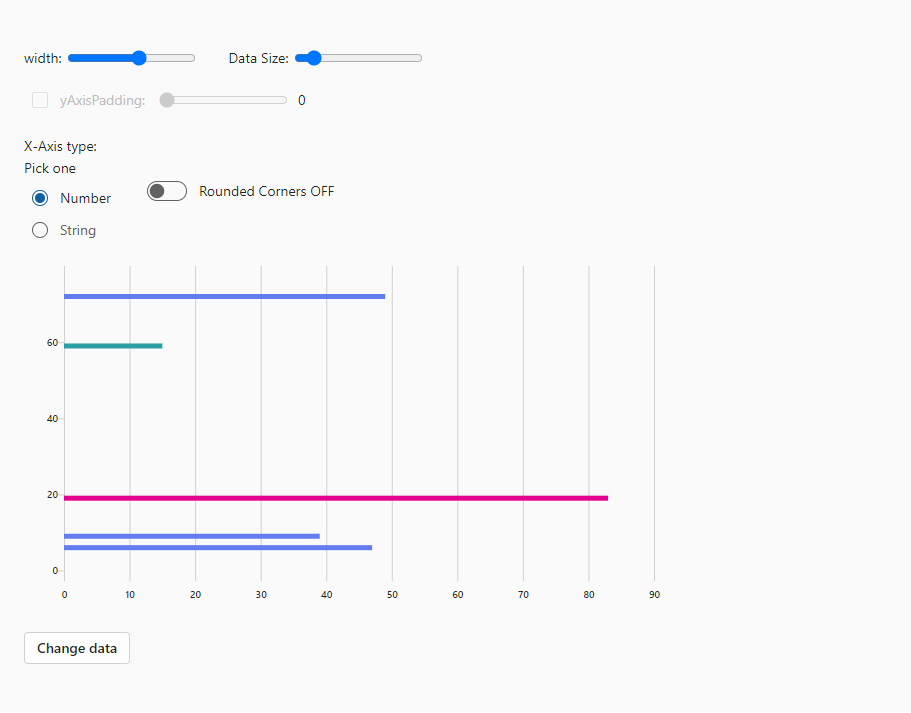 width: Data Size:
yAxisPadding: 0
X-Axis type:
Pick one
Number
Rounded Corners OFF
String
60
40
20
0
0 10 20 30 40 50 60 70 80 90
Change data